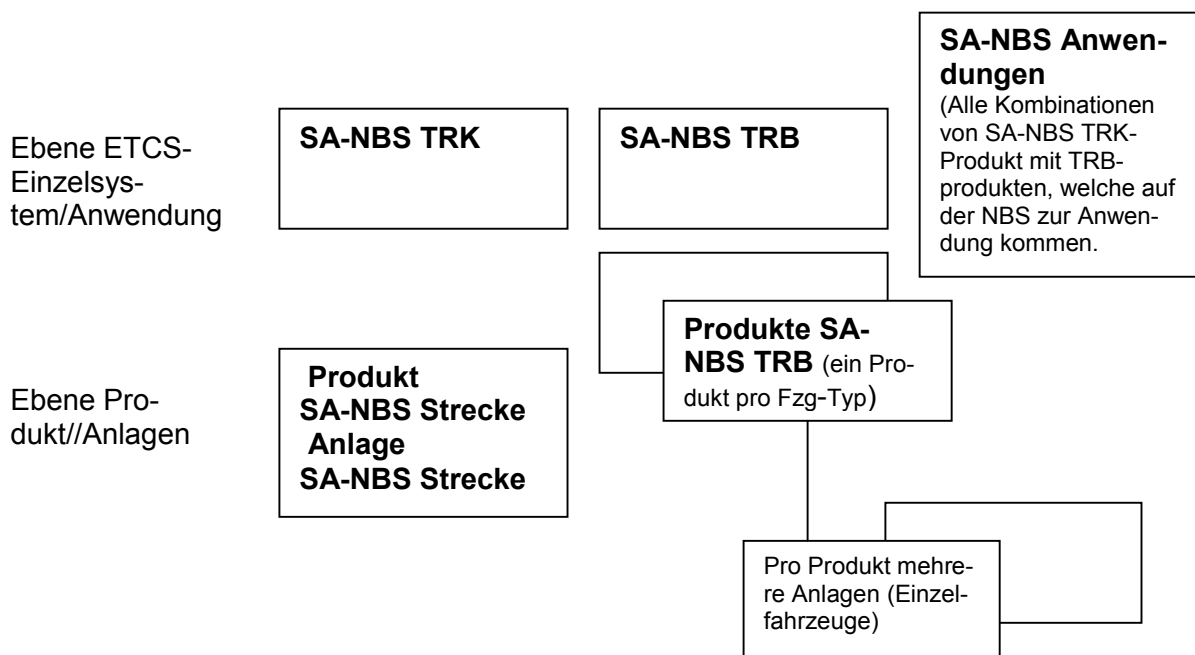 SA-NBS Anwen-
dungen
(Alle Kombinationen
von SA-NBS TRK-
Produkt mit TRB-
produkten, welche auf
der NBS zur Anwen-
dung kommen.
Ebene ETCS-
Einzelsys-
tem/Anwendung
SA-NBS TRK
SA-NBS TRB
Produkte SA-
NBS TRB (ein Pro-
dukt pro Fzg-Typ)
Ebene Pro-
dukt//Anlagen
Produkt
SA-NBS Strecke
Anlage
SA-NBS Strecke
Pro Produkt mehre-
re Anlagen (Einzel-
fahrzeuge)